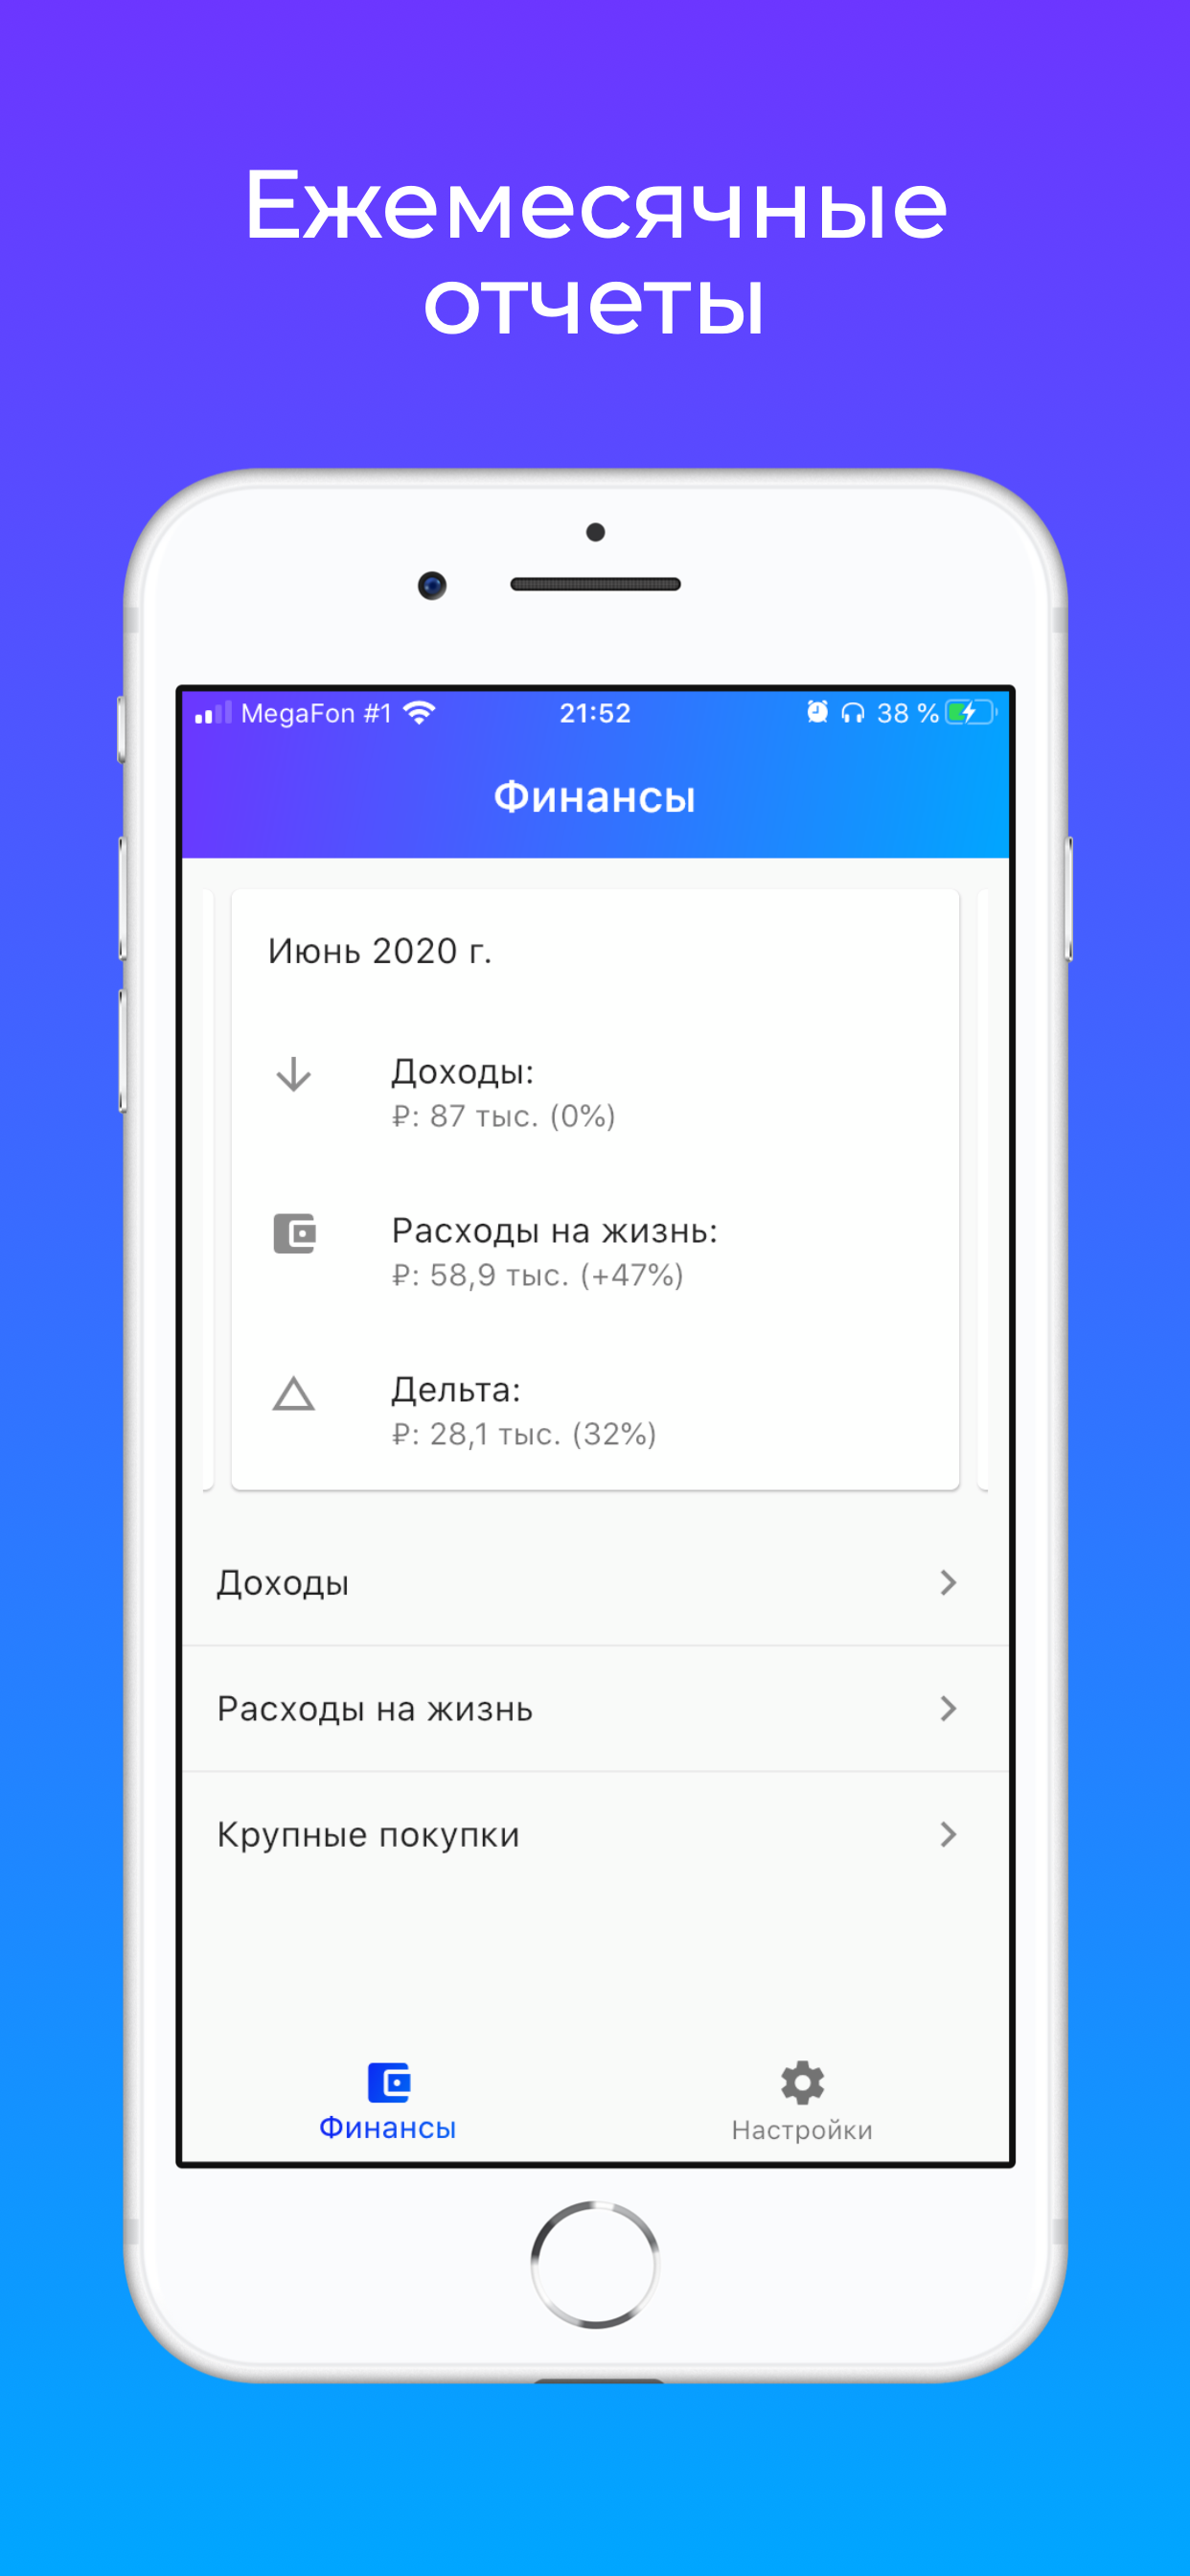 Ежемесячные
отчеты
MegaFon #1 21:52 38 %
Финансы
Июнь 2020 г.
Доходы:
₽: 87 тыс. (0%)
Расходы на жизнь:
₽: 58,9 тыс. (+47%)
Дельта:
₽: 28,1 тыс. (32%)
Доходы
Расходы на жизнь
Крупные покупки
Финансы
Настройки